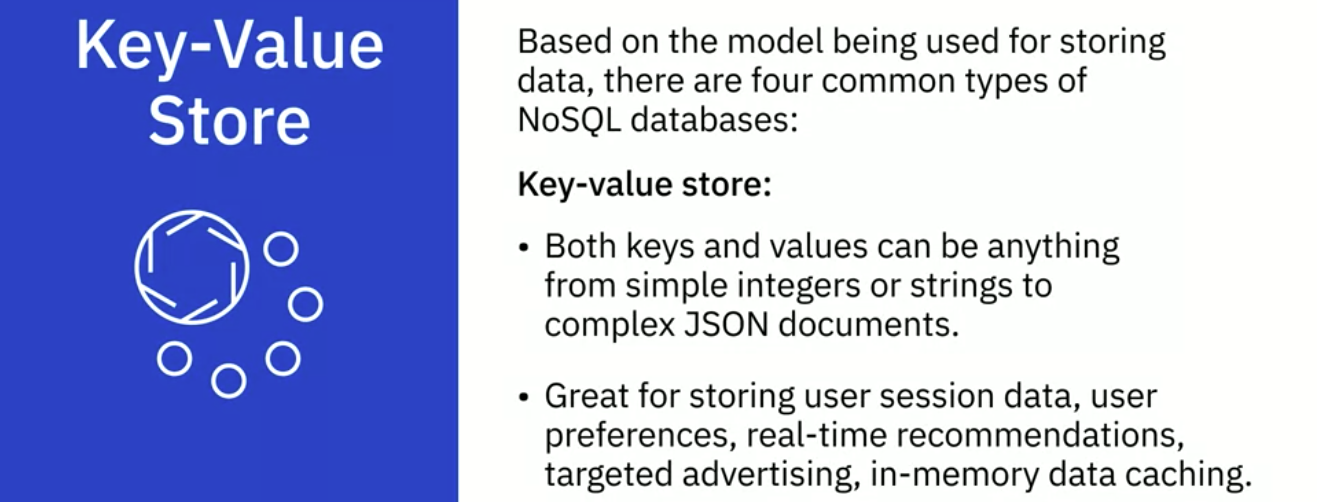 Key-Value
Store
Based on the model being used for storing
data, there are four common types of
NoSQL databases:
Key-value store:
• Both keys and values can be anything
from simple integers or strings to
complex JSON documents.
• Great for storing user session data, user
preferences, real-time recommendations,
targeted advertising, in-memory data caching.